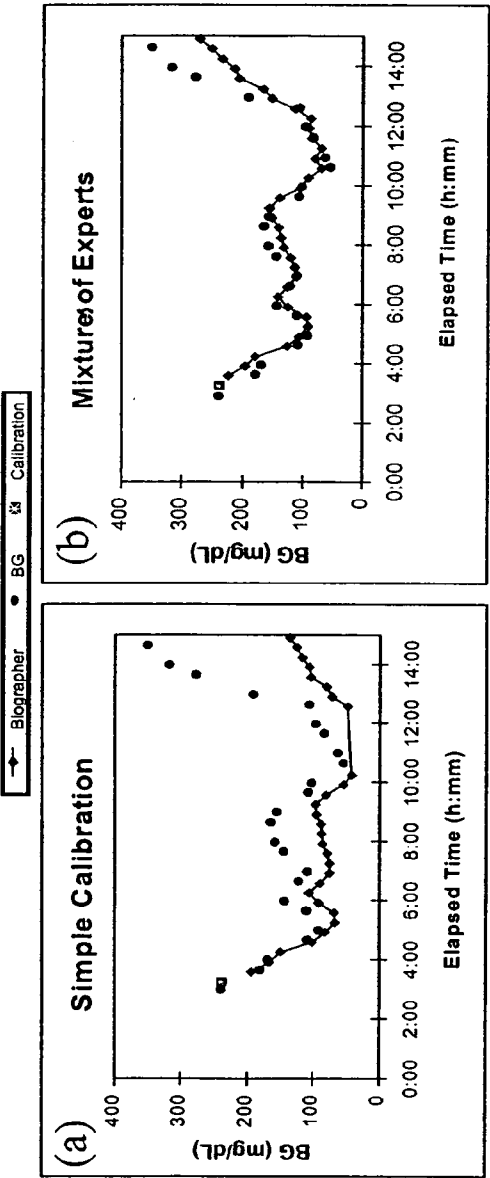 Biographer BG Calibration
(a)
Simple Calibration
BG (mg/dL)
400
300
200
100
0
0:00 2:00 4:00 6:00 8:00 10:00 12:00 14:00
Elapsed Time (h:mm)
(b)
Mixtures of Experts
BG (mg/dL)
400
300
200
100
0
0:00 2:00 4:00 6:00 8:00 10:00 12:00 14:00
Elapsed Time (h:mm)